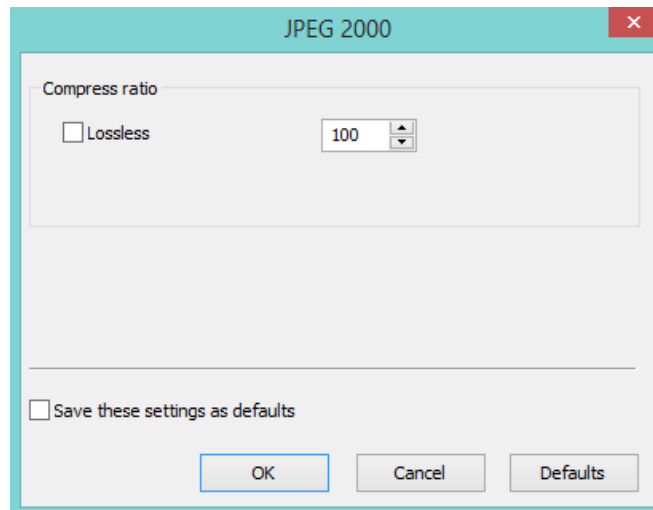 JPEG 2000
Compress ratio
Lossless 100
Save these settings as defaults
OK Cancel Defaults